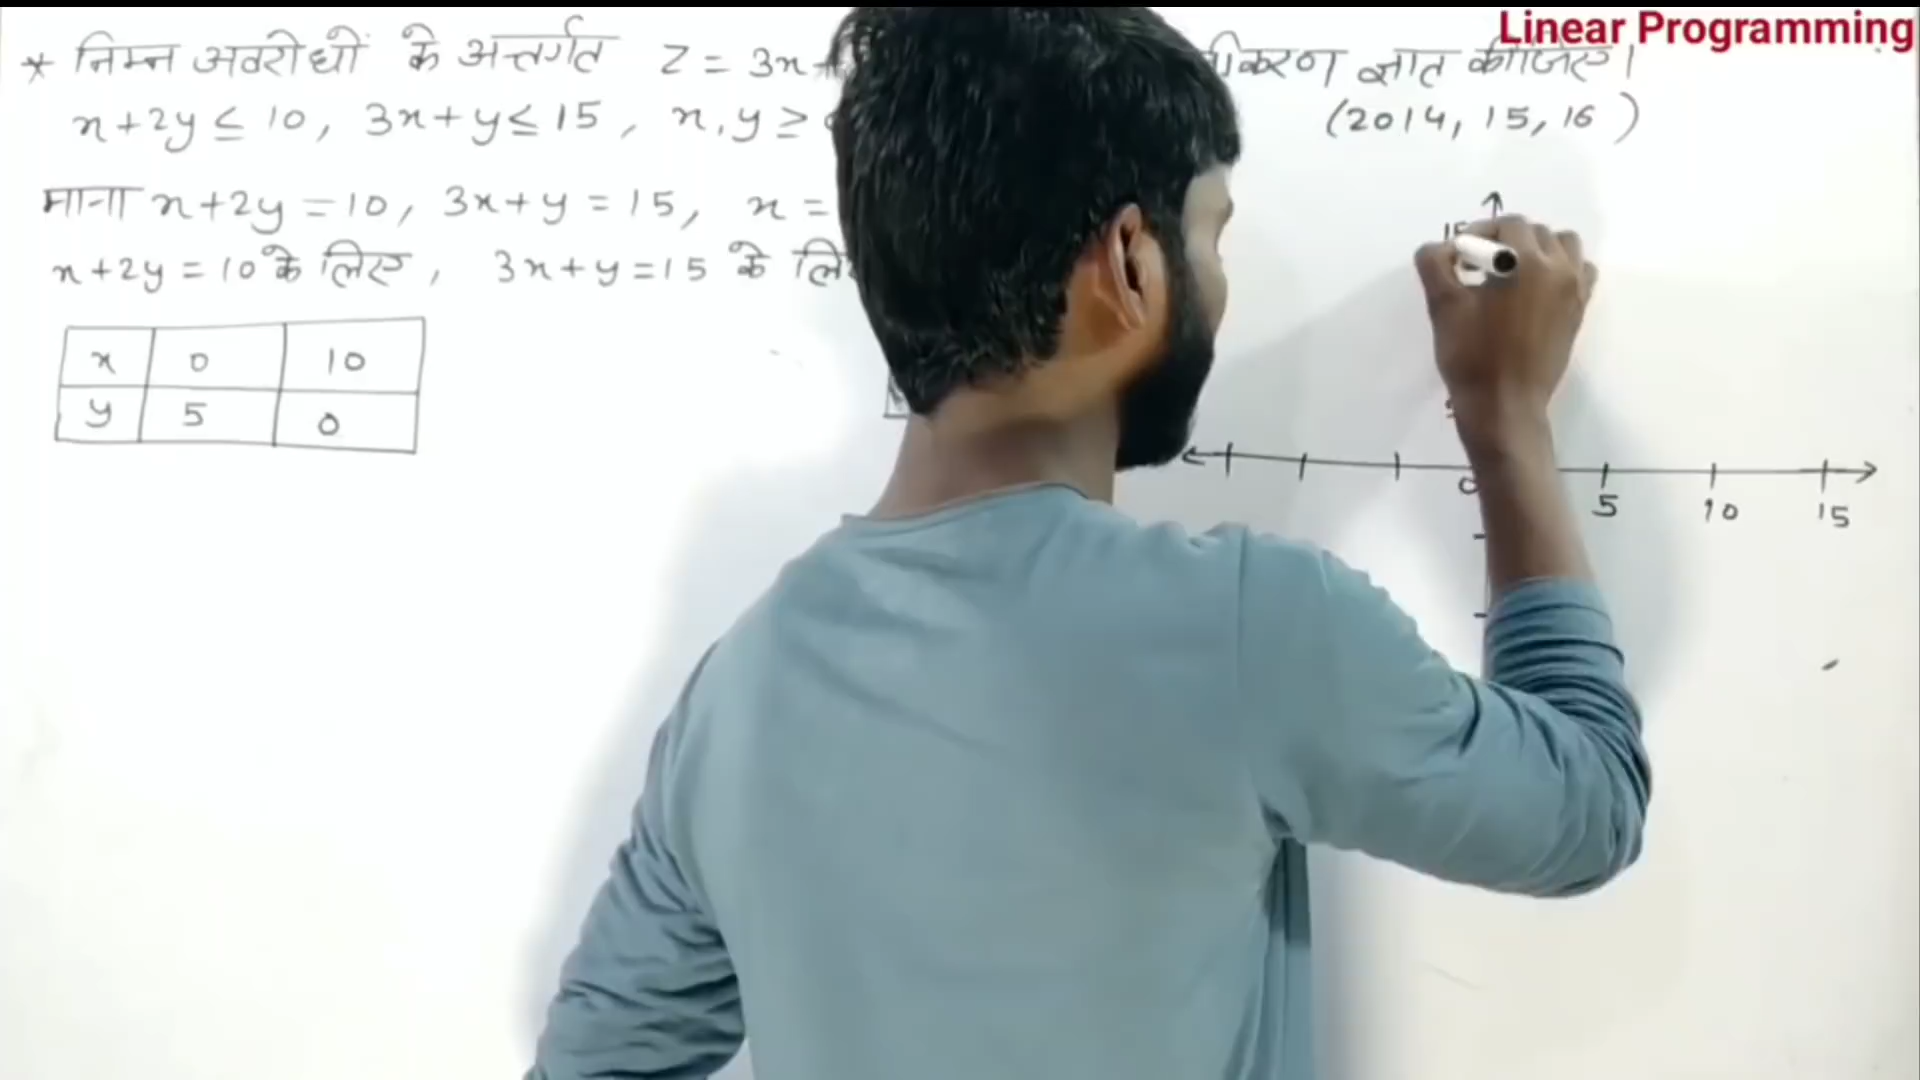 Linear Programming
* निम्न अवरोधों के अन्तर्गत Z = 3x+ ज्ञात कीजिए।
x+2y ≤ 10, 3x+y ≤ 15, x, y ≥ (2014, 15, 16)
माना x+2y = 10, 3x+y = 15, x =
x+2y = 10 के लिए, 3x+y = 15 के
x 0 10
y 5 0
0 5 10 15